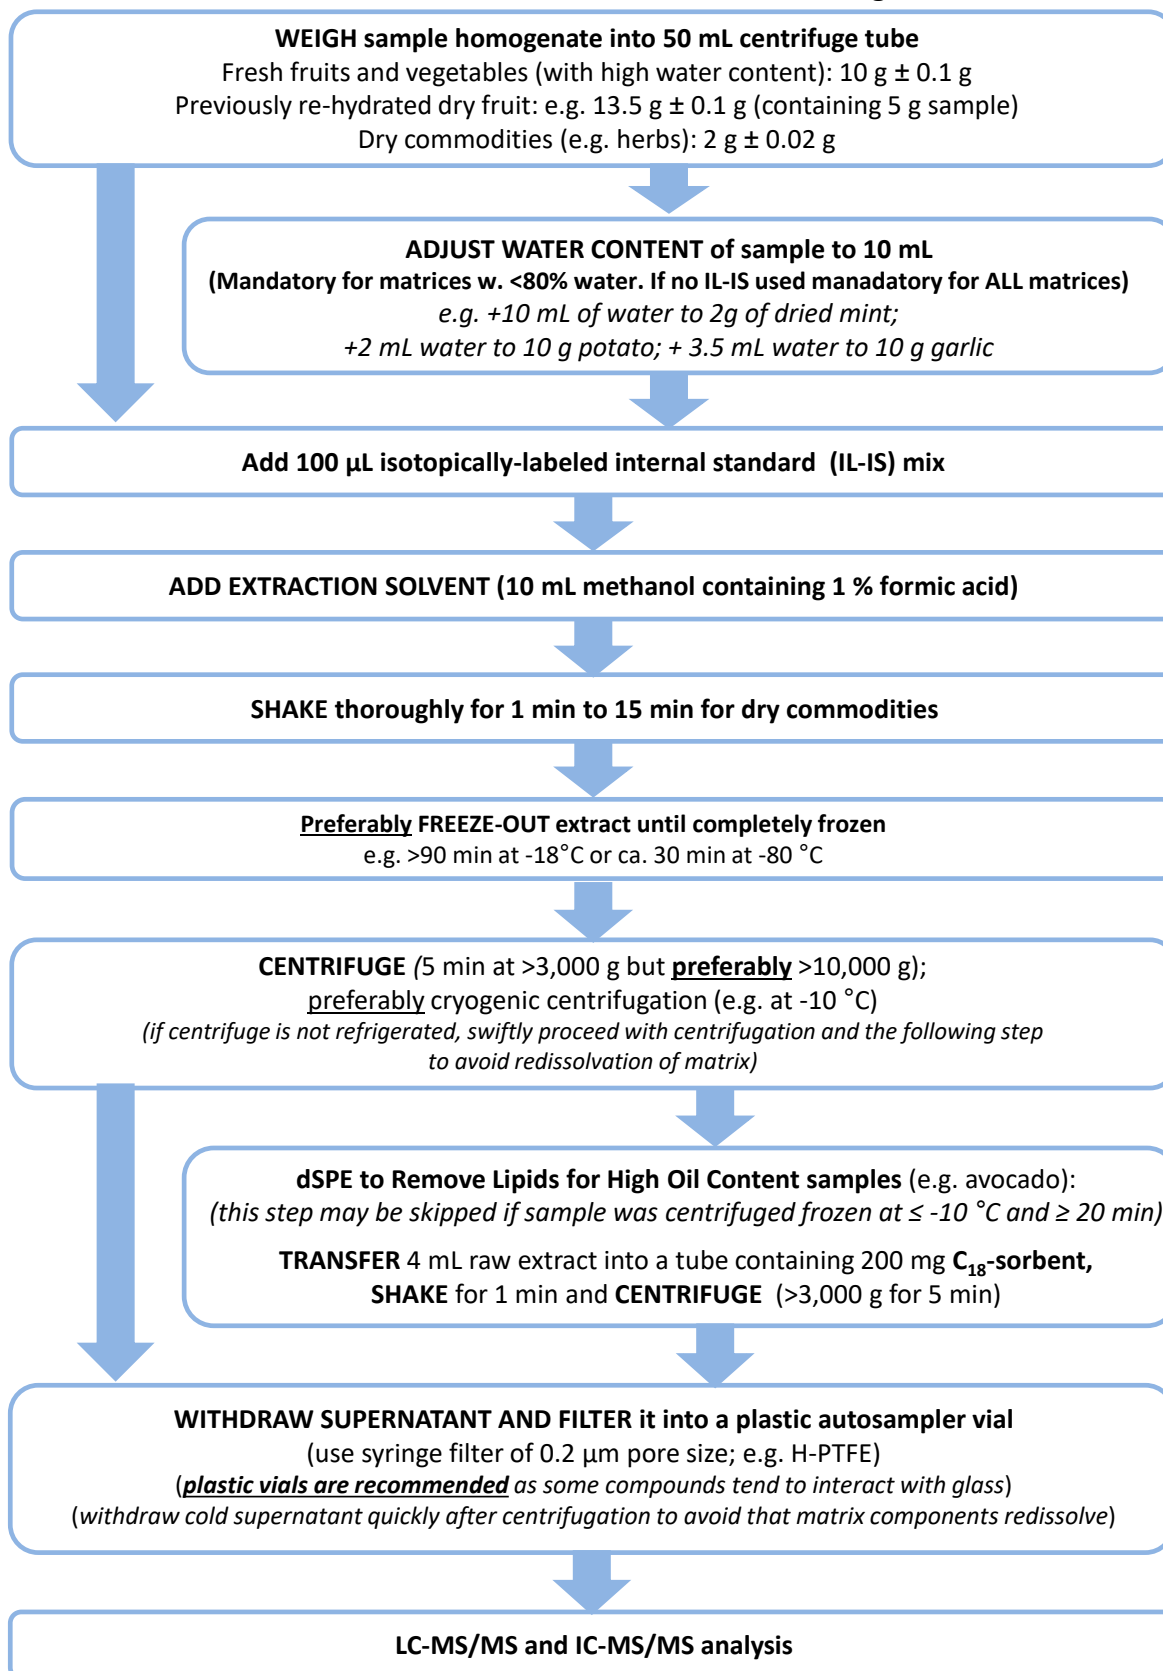 WEIGH sample homogenate into 50 mL centrifuge tube
Fresh fruits and vegetables (with high water content): 10 g ± 0.1 g
Previously re-hydrated dry fruit: e.g. 13.5 g ± 0.1 g (containing 5 g sample)
Dry commodities (e.g. herbs): 2 g ± 0.02 g
ADJUST WATER CONTENT of sample to 10 mL
(Mandatory for matrices w. <80% water. If no IL-IS used manadatory for ALL matrices)
e.g. +10 mL of water to 2g of dried mint;
+2 mL water to 10 g potato; + 3.5 mL water to 10 g garlic
Add 100 µL isotopically-labeled internal standard (IL-IS) mix
ADD EXTRACTION SOLVENT (10 mL methanol containing 1 % formic acid)
SHAKE thoroughly for 1 min to 15 min for dry commodities
Preferably FREEZE-OUT extract until completely frozen
e.g. >90 min at -18°C or ca. 30 min at -80 °C
CENTRIFUGE (5 min at >3,000 g but preferably >10,000 g);
preferably cryogenic centrifugation (e.g. at -10 °C)
(if centrifuge is not refrigerated, swiftly proceed with centrifugation and the following step
to avoid redissolvation of matrix)
dSPE to Remove Lipids for High Oil Content samples (e.g. avocado):
(this step may be skipped if sample was centrifuged frozen at ≤ -10 °C and ≥ 20 min)
TRANSFER 4 mL raw extract into a tube containing 200 mg C18-sorbent,
SHAKE for 1 min and CENTRIFUGE (>3,000 g for 5 min)
WITHDRAW SUPERNATANT AND FILTER it into a plastic autosampler vial
(use syringe filter of 0.2 µm pore size; e.g. H-PTFE)
(plastic vials are recommended as some compounds tend to interact with glass)
(withdraw cold supernatant quickly after centrifugation to avoid that matrix components redissolve)
LC-MS/MS and IC-MS/MS analysis